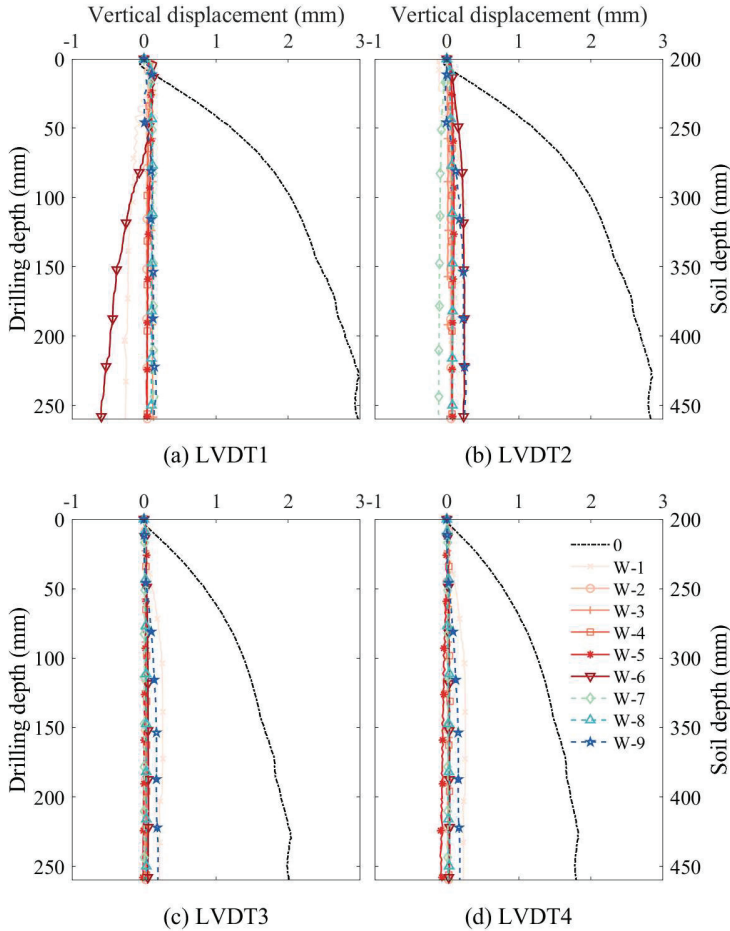 Vertical displacement (mm) Vertical displacement (mm)
-1 0 1 2 3 -1 0 1 2 3
0 200
50 250
100 300
150 350
200 400
250 450
Drilling depth (mm)
Soil depth (mm)
(a) LVDT1 (b) LVDT2
-1 0 1 2 3 -1 0 1 2 3
0 200
50 250
100 300
150 350
200 400
250 450
Drilling depth (mm)
Soil depth (mm)
0
W-1
W-2
W-3
W-4
W-5
W-6
W-7
W-8
W-9
(c) LVDT3 (d) LVDT4